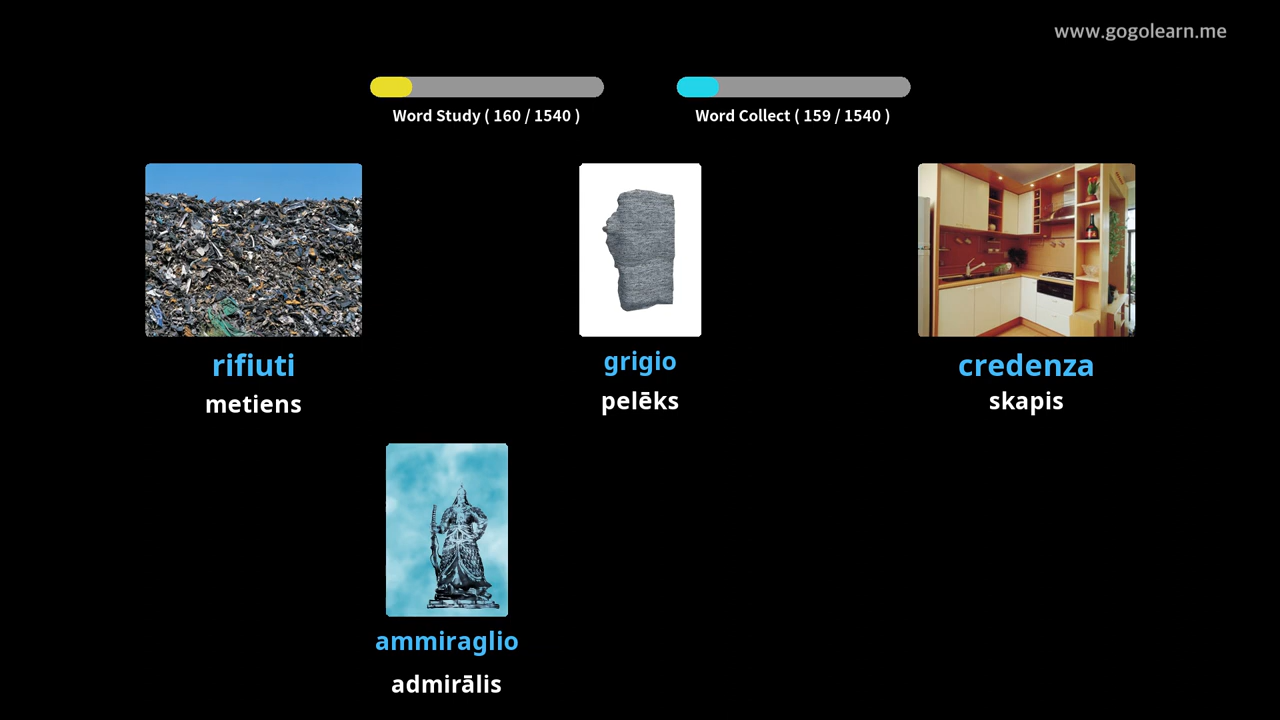 www.gogolearn.me
Word Study ( 160 / 1540 )
Word Collect ( 159 / 1540 )
rifiuti
metiens
grigio
pelēks
credenza
skapis
ammiraglio
admirālis